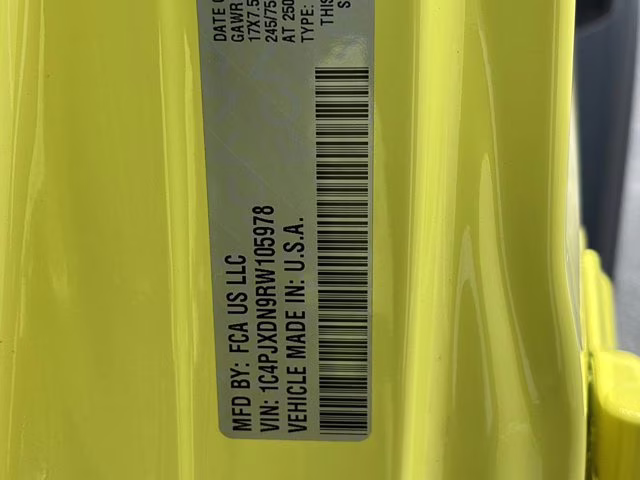 MFD BY: FCA US LLC
VIN: 1C4PJXDN9RW105978
VEHICLE MADE IN: U.S.A.
DATE O
GAWR
17X7.5
245/75
AT 250
TYPE:
THIS
S